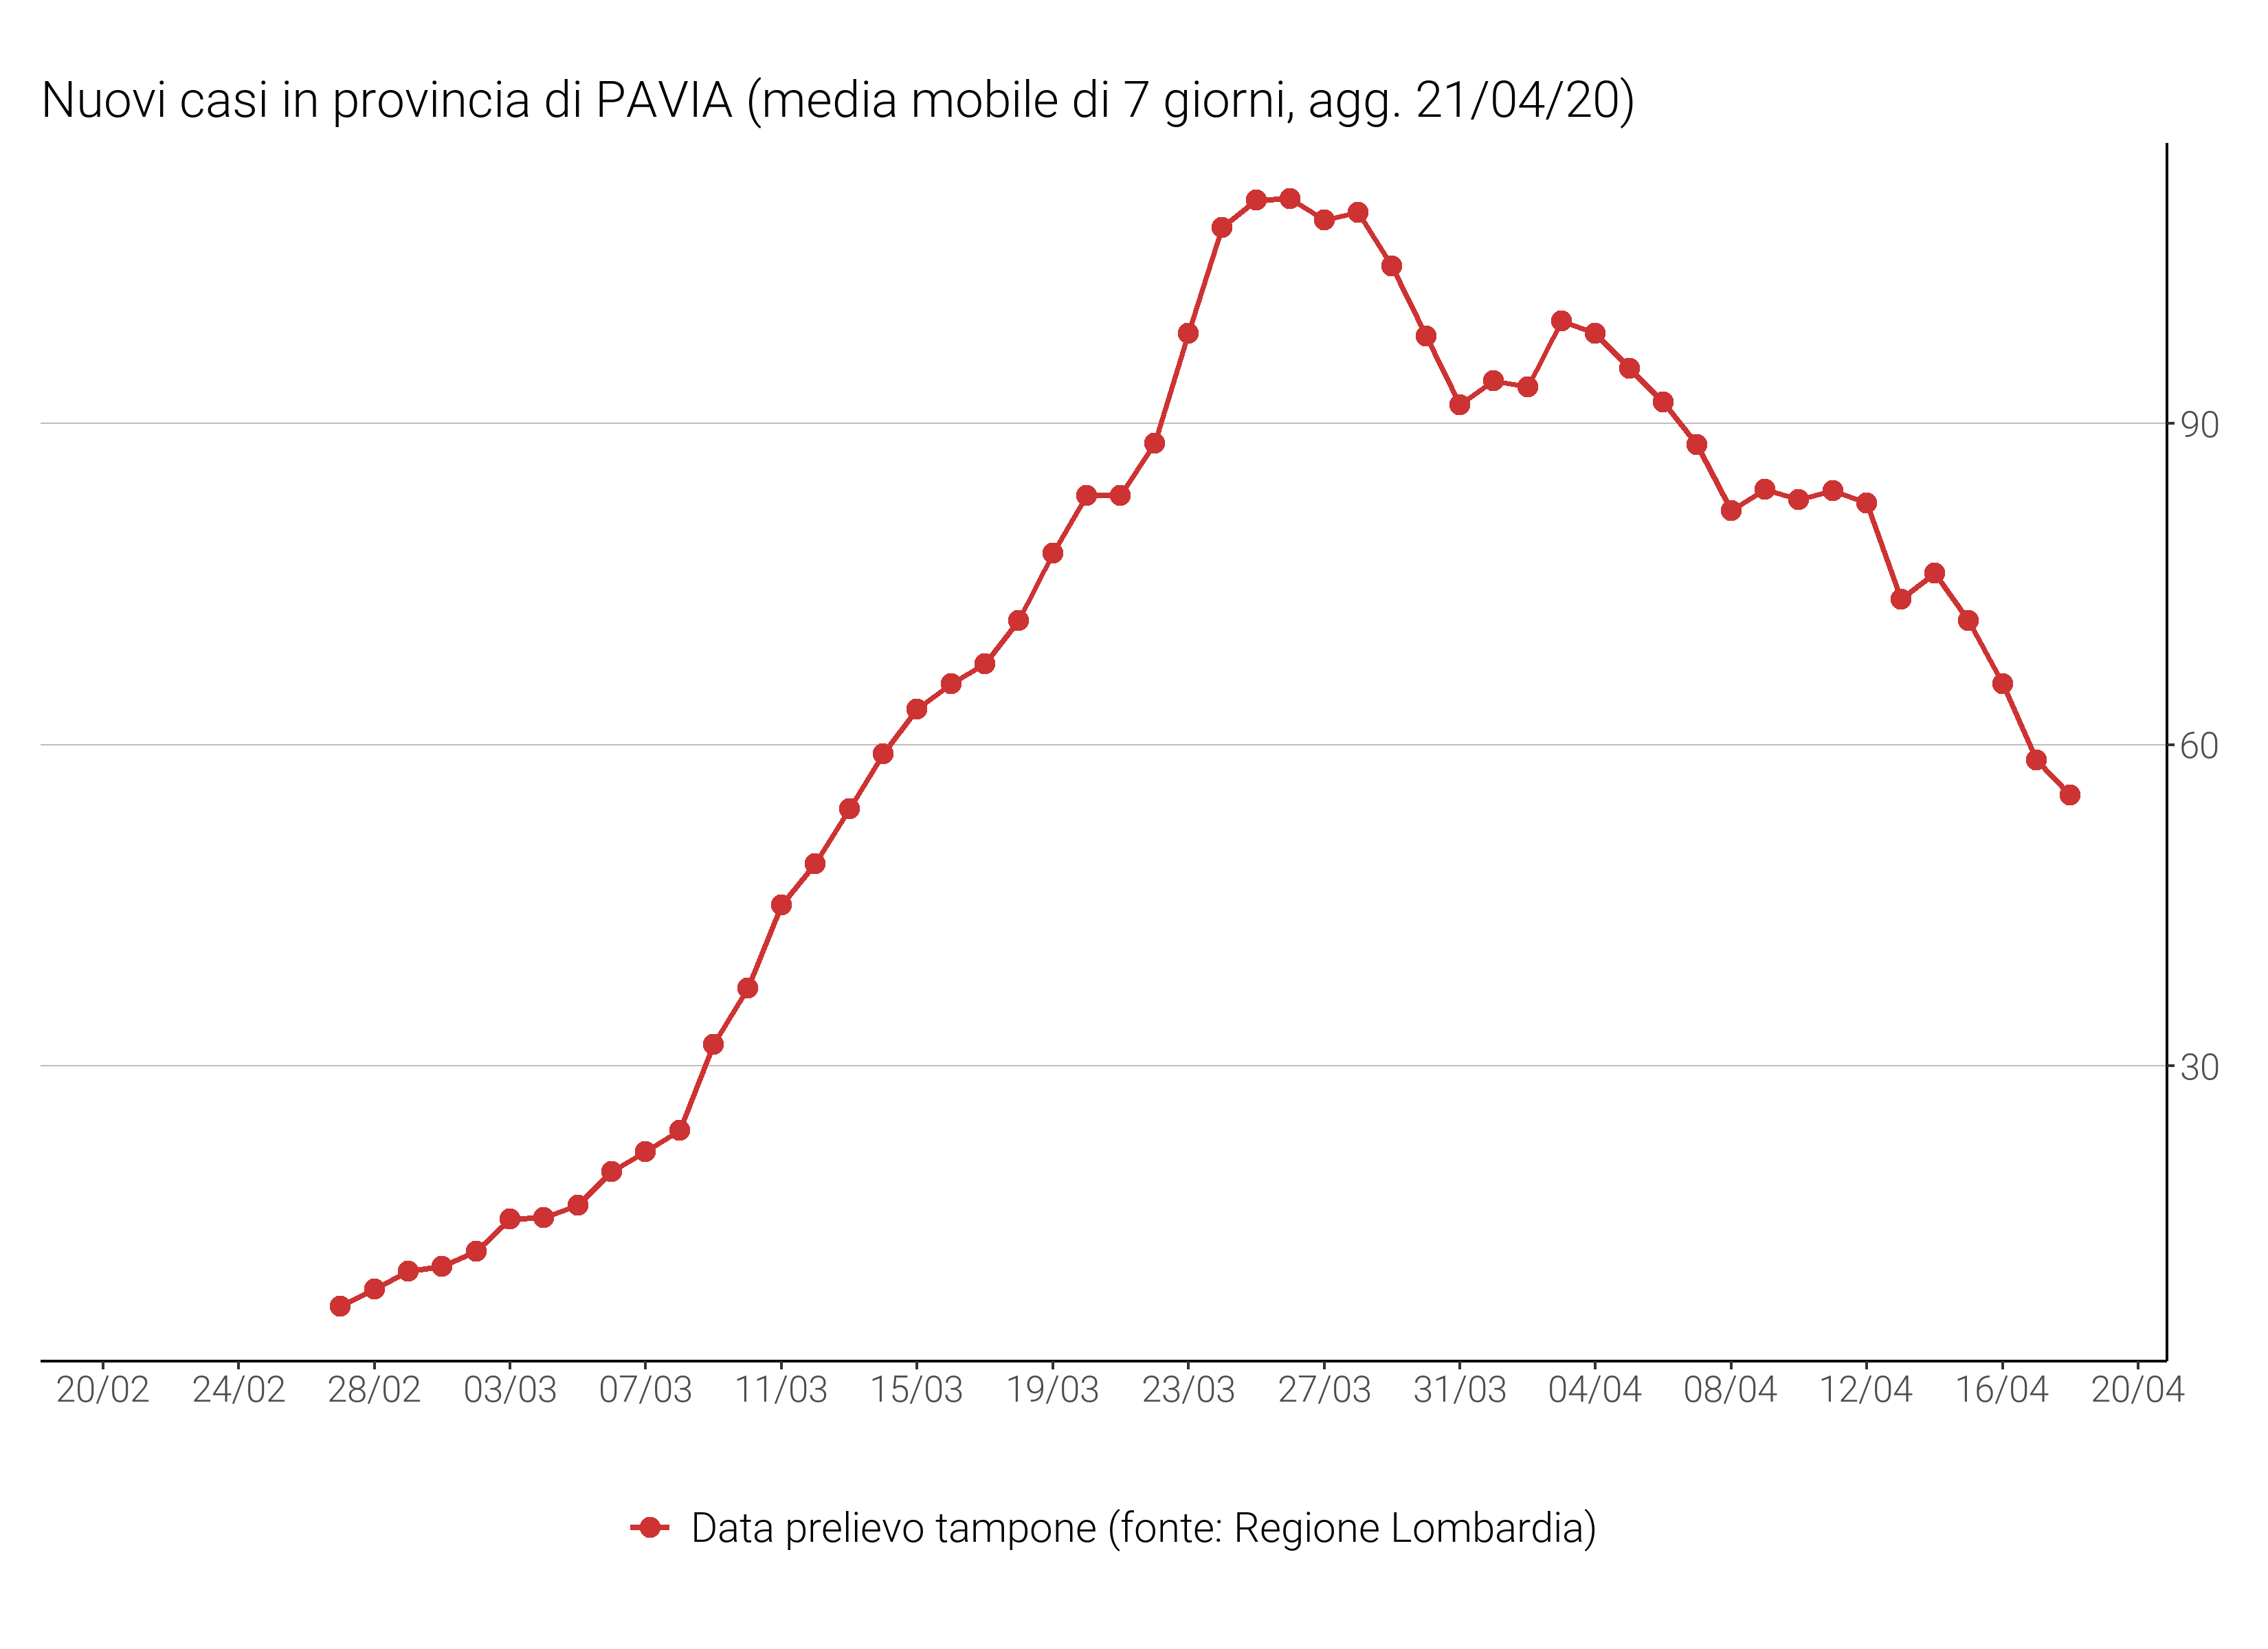 Nuovi casi in provincia di PAVIA (media mobile di 7 giorni, agg. 21/04/20)
90
60
30
20/02 24/02 28/02 03/03 07/03 11/03 15/03 19/03 23/03 27/03 31/03 04/04 08/04 12/04 16/04 20/04
Data prelievo tampone (fonte: Regione Lombardia)